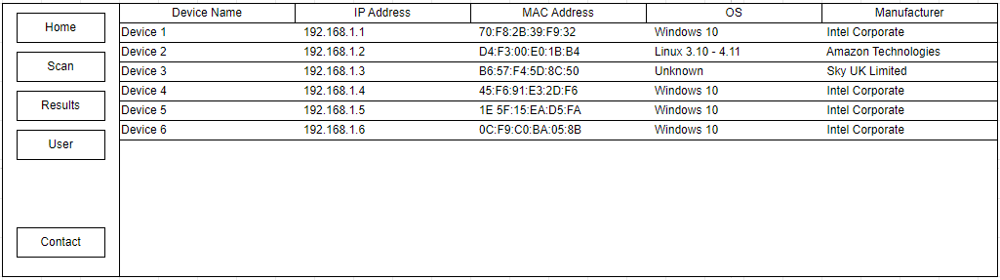 Home
Scan
Results
User
Contact
Device Name IP Address MAC Address OS Manufacturer
Device 1 192.168.1.1 70:F8:2B:39:F9:32 Windows 10 Intel Corporate
Device 2 192.168.1.2 D4:F3:00:E0:1B:B4 Linux 3.10 - 4.11 Amazon Technologies
Device 3 192.168.1.3 B6:57:F4:5D:8C:50 Unknown Sky UK Limited
Device 4 192.168.1.4 45:F6:91:E3:2D:F6 Windows 10 Intel Corporate
Device 5 192.168.1.5 1E 5F:15:EA:D5:FA Windows 10 Intel Corporate
Device 6 192.168.1.6 0C:F9:C0:BA:05:8B Windows 10 Intel Corporate